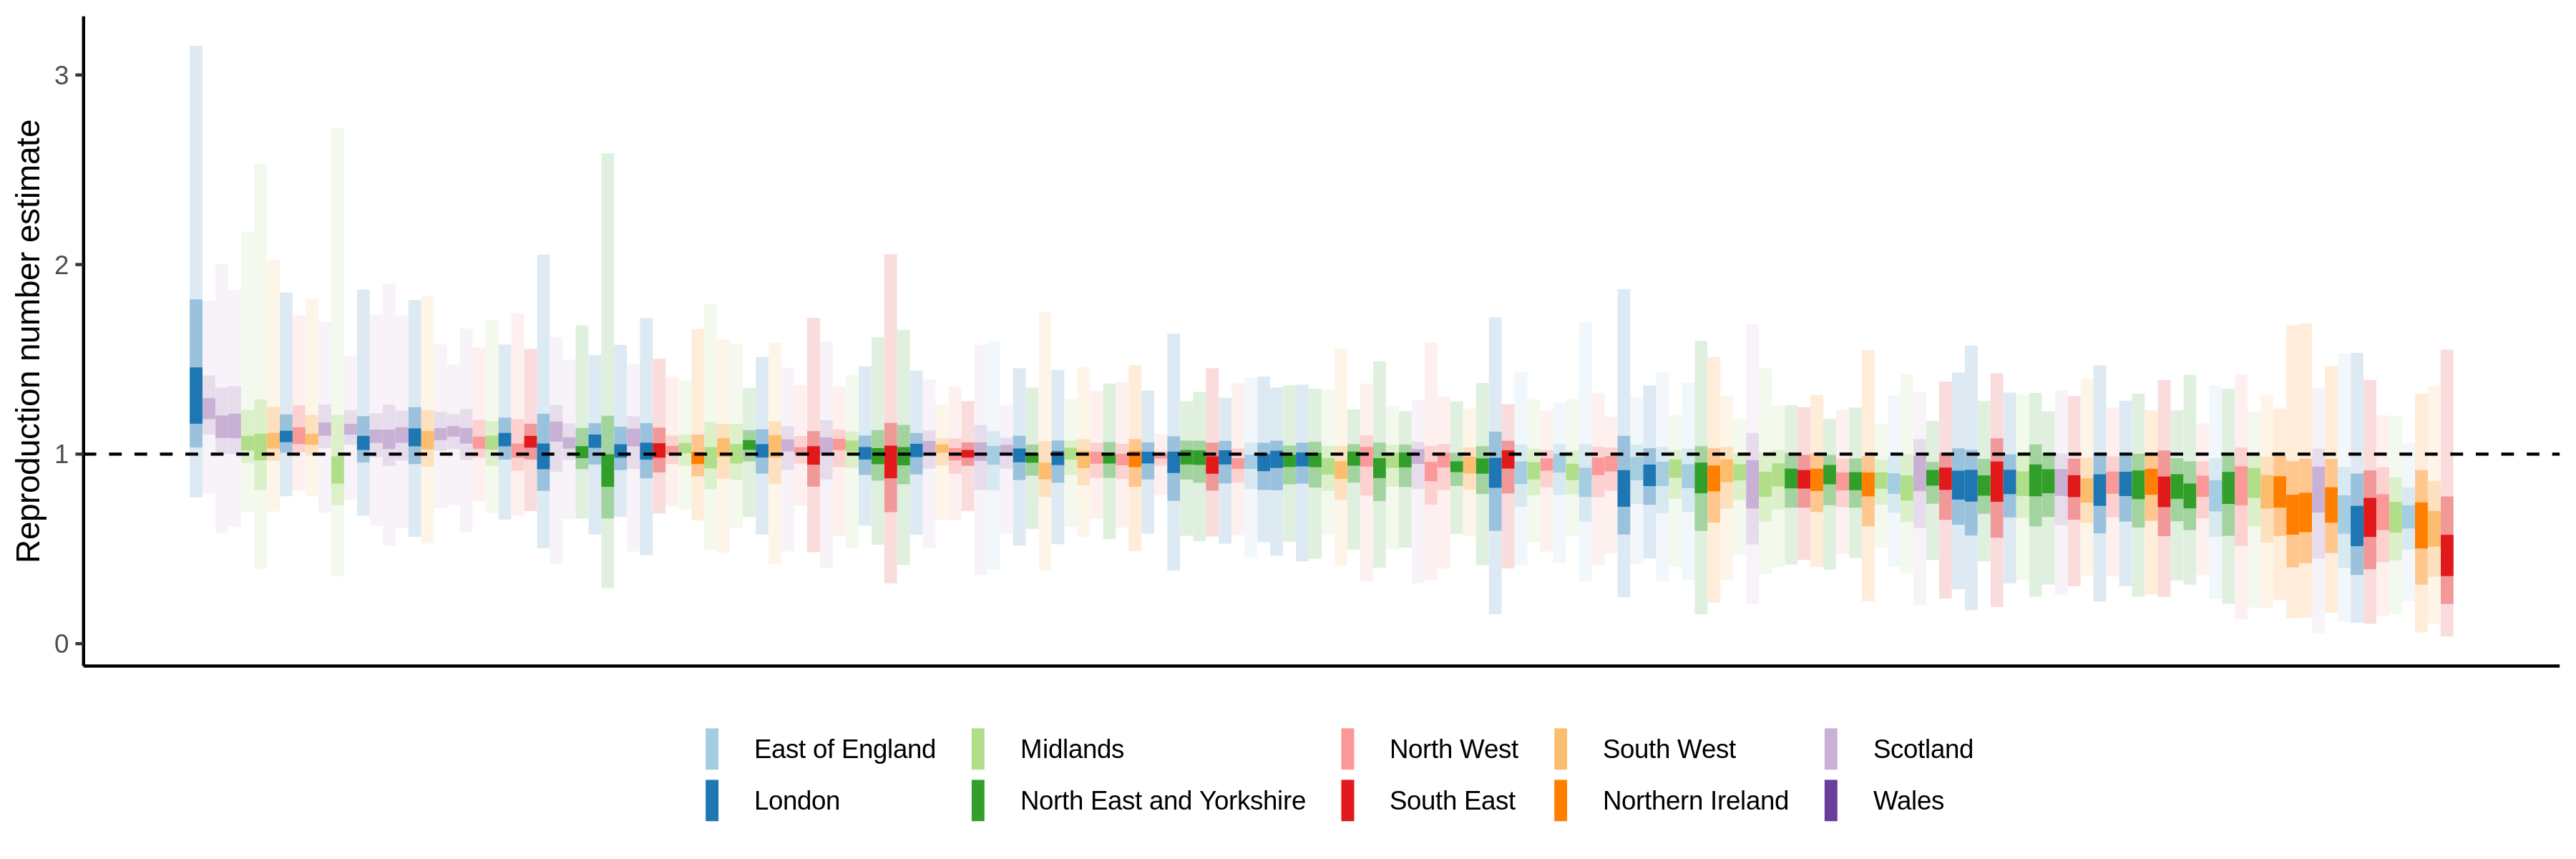 Reproduction number estimate
3
2
1
0
East of England
Midlands
North West
South West
Scotland
London
North East and Yorkshire
South East
Northern Ireland
Wales